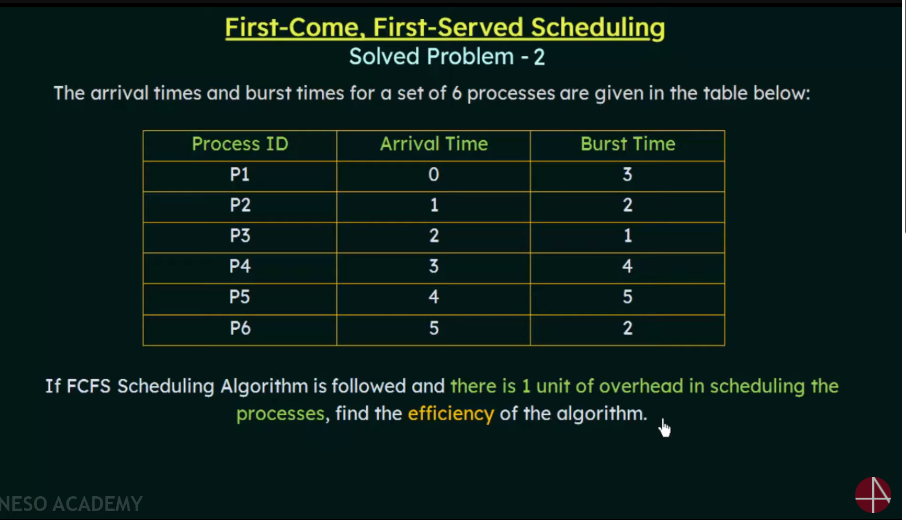 First-Come, First-Served Scheduling
Solved Problem - 2
The arrival times and burst times for a set of 6 processes are given in the table below:
Process ID Arrival Time Burst Time
P1 0 3
P2 1 2
P3 2 1
P4 3 4
P5 4 5
P6 5 2
If FCFS Scheduling Algorithm is followed and there is 1 unit of overhead in scheduling the
processes, find the efficiency of the algorithm.
NESO ACADEMY